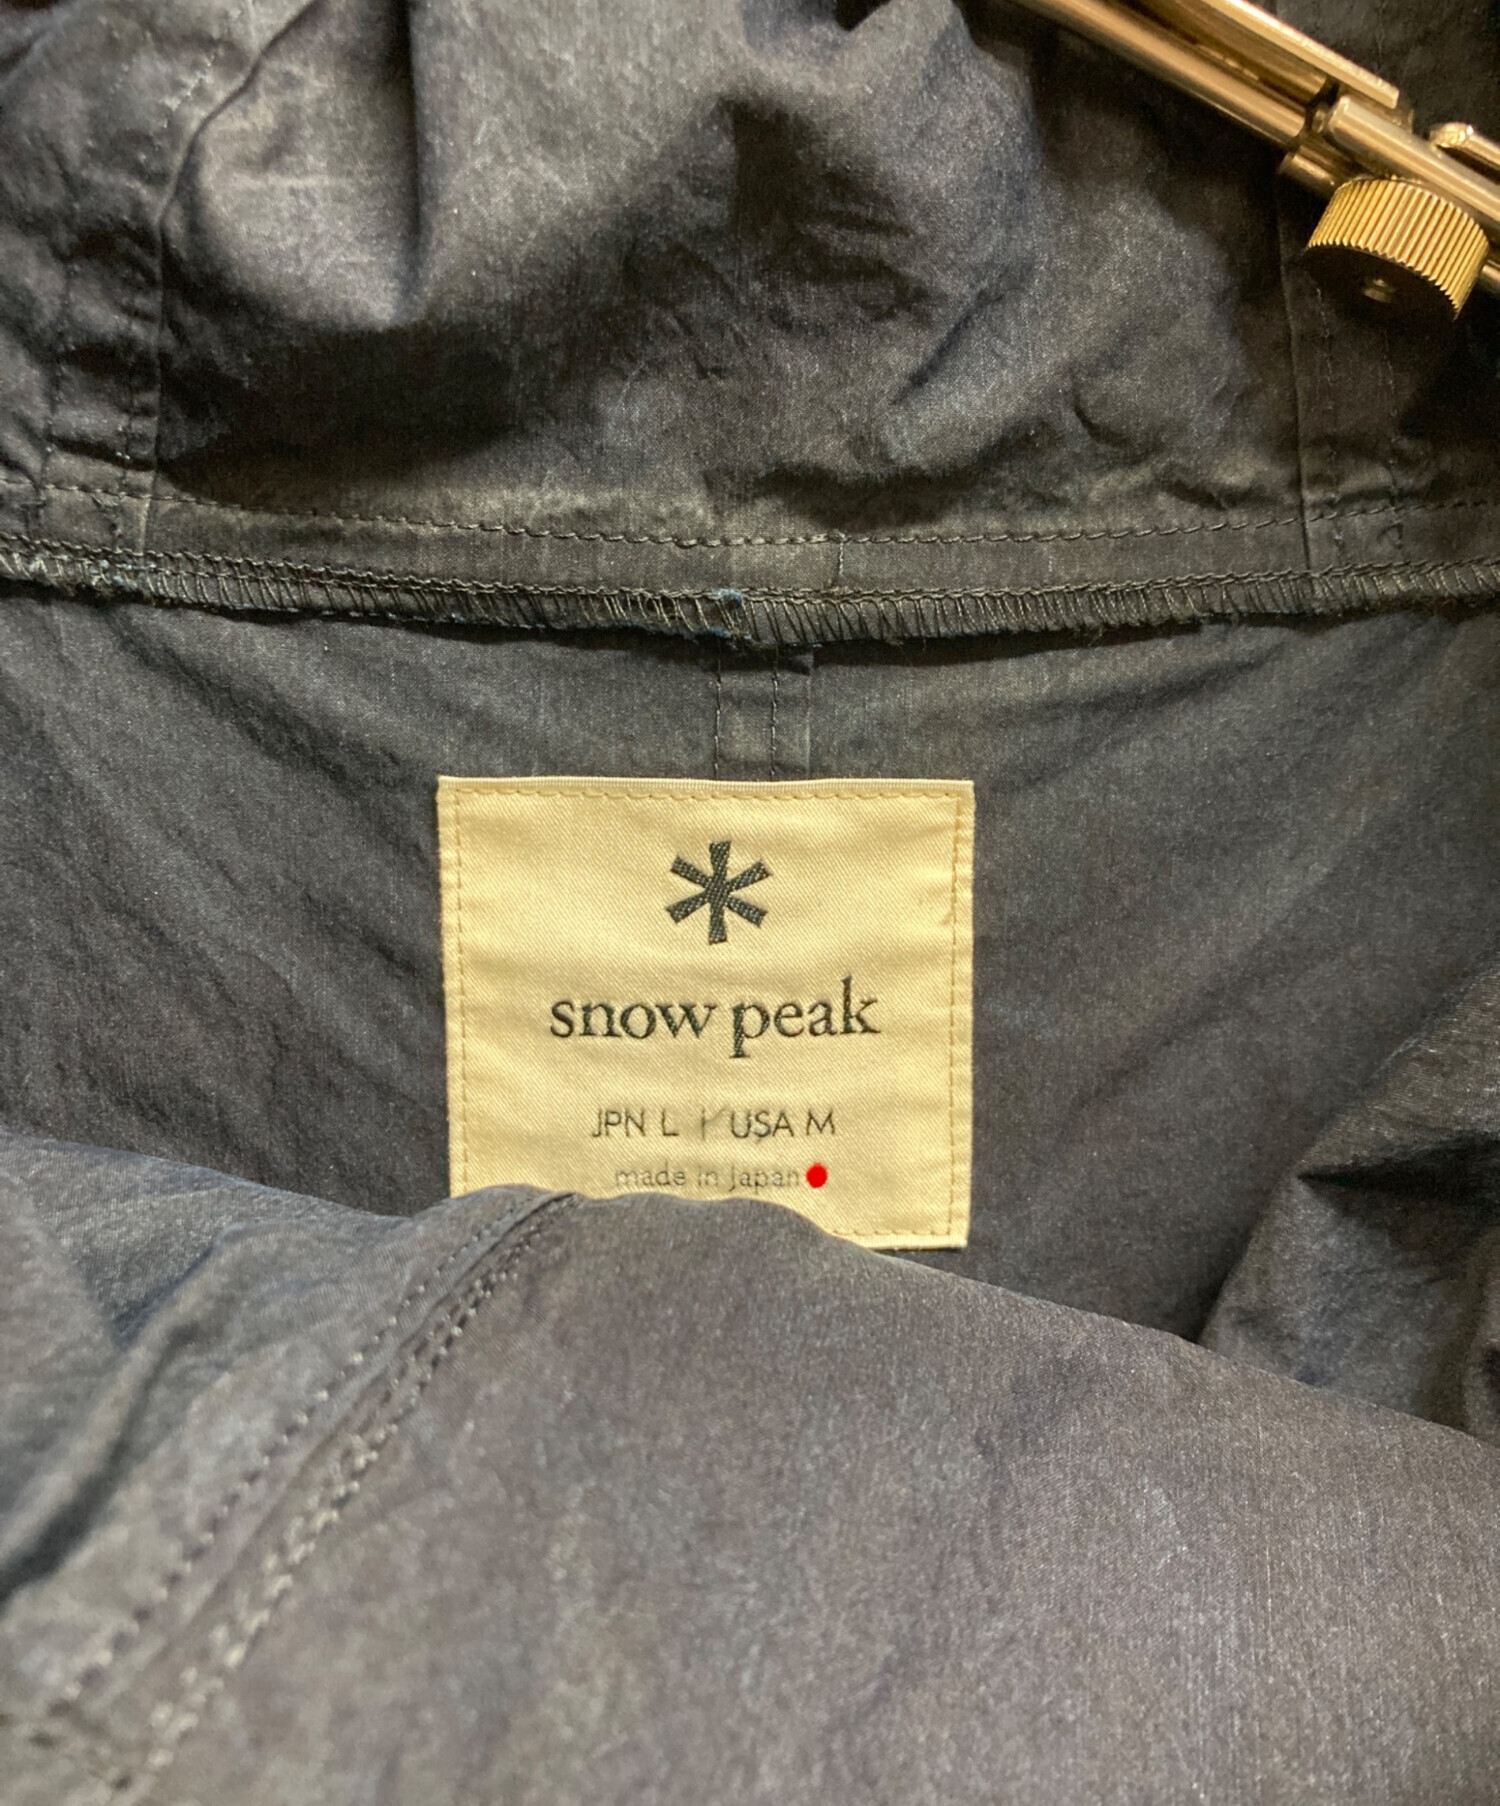 snow peak
JPN L | USA M
made in Japan